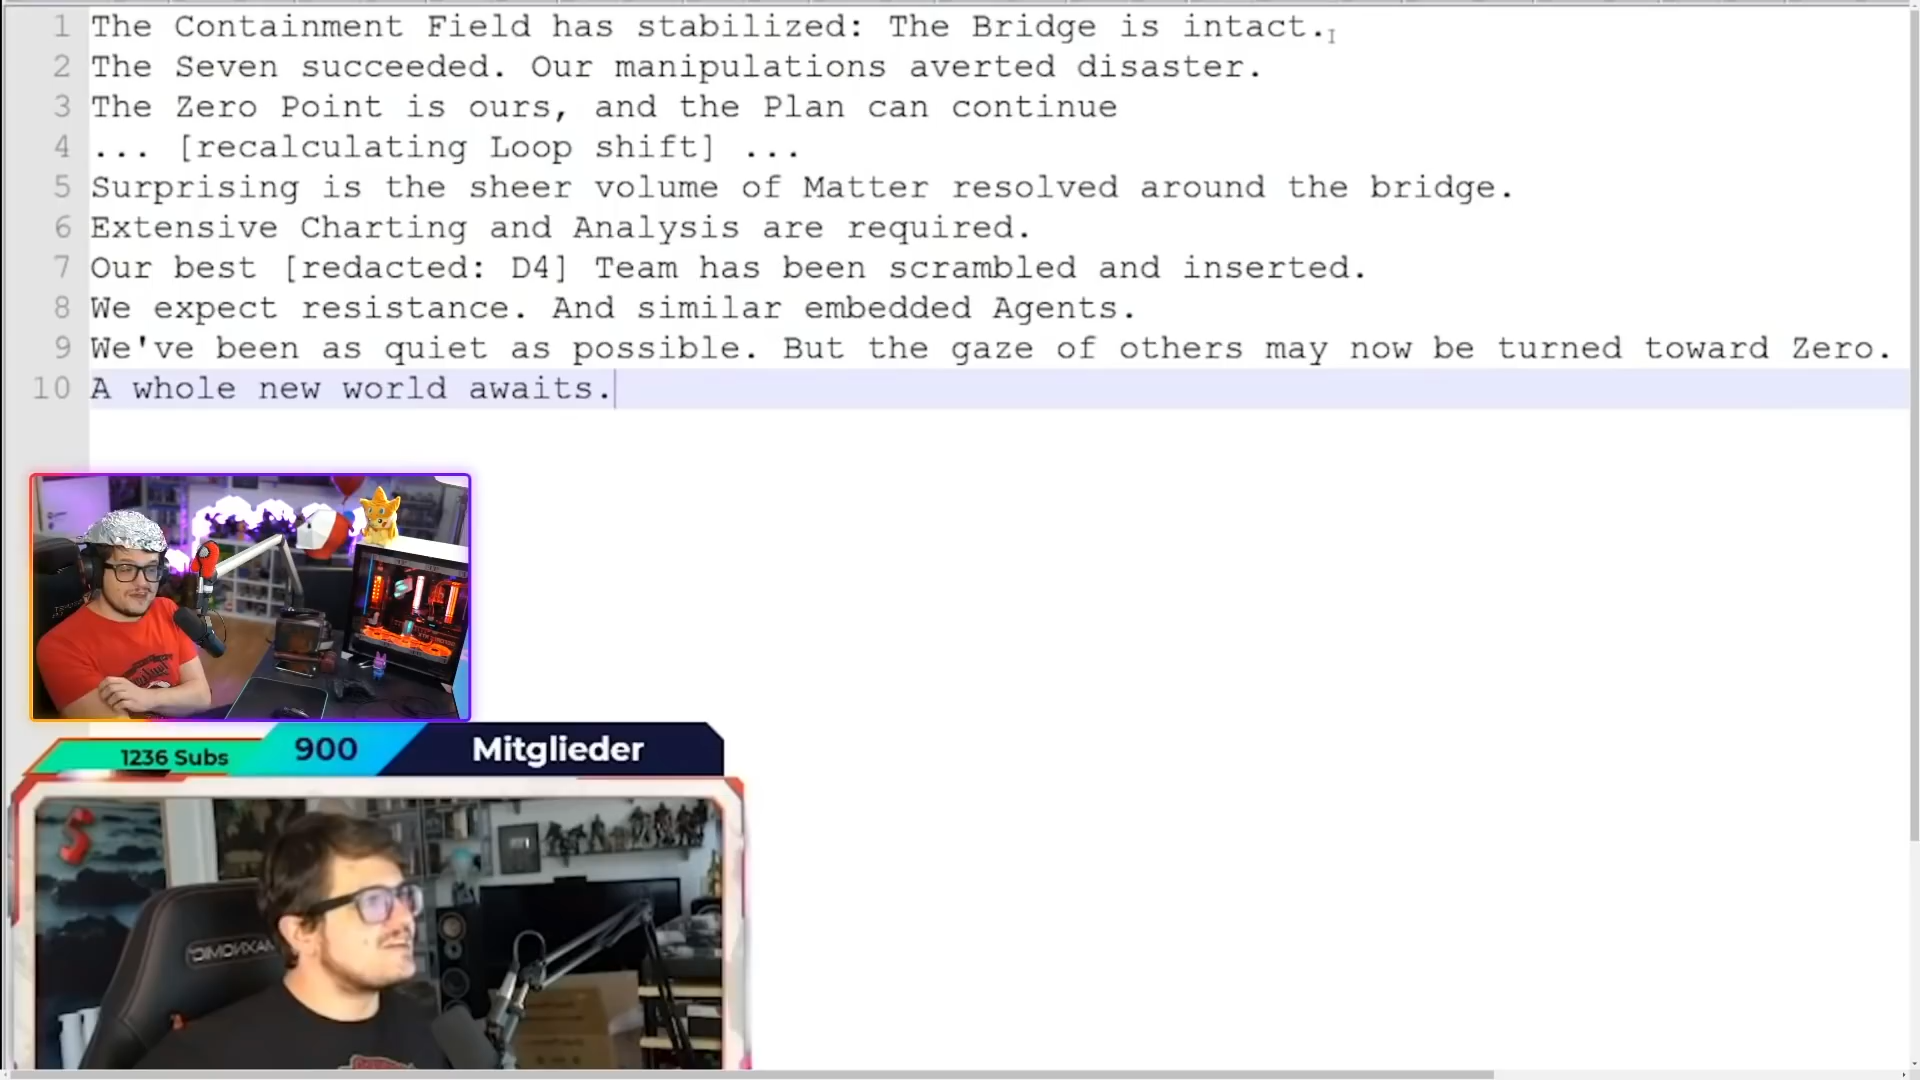 1 The Containment Field has stabilized: The Bridge is intact.
2 The Seven succeeded. Our manipulations averted disaster.
3 The Zero Point is ours, and the Plan can continue
4 ... [recalculating Loop shift] ...
5 Surprising is the sheer volume of Matter resolved around the bridge.
6 Extensive Charting and Analysis are required.
7 Our best [redacted: D4] Team has been scrambled and inserted.
8 We expect resistance. And similar embedded Agents.
9 We've been as quiet as possible. But the gaze of others may now be turned toward Zero.
10 A whole new world awaits.
1236 Subs 900 Mitglieder